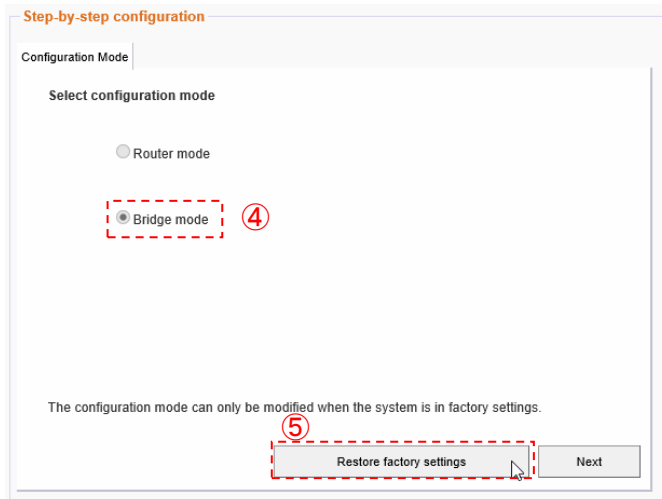 Step-by-step configuration
Configuration Mode
Select configuration mode
Router mode
Bridge mode ④
The configuration mode can only be modified when the system is in factory settings.
⑤
Restore factory settings Next